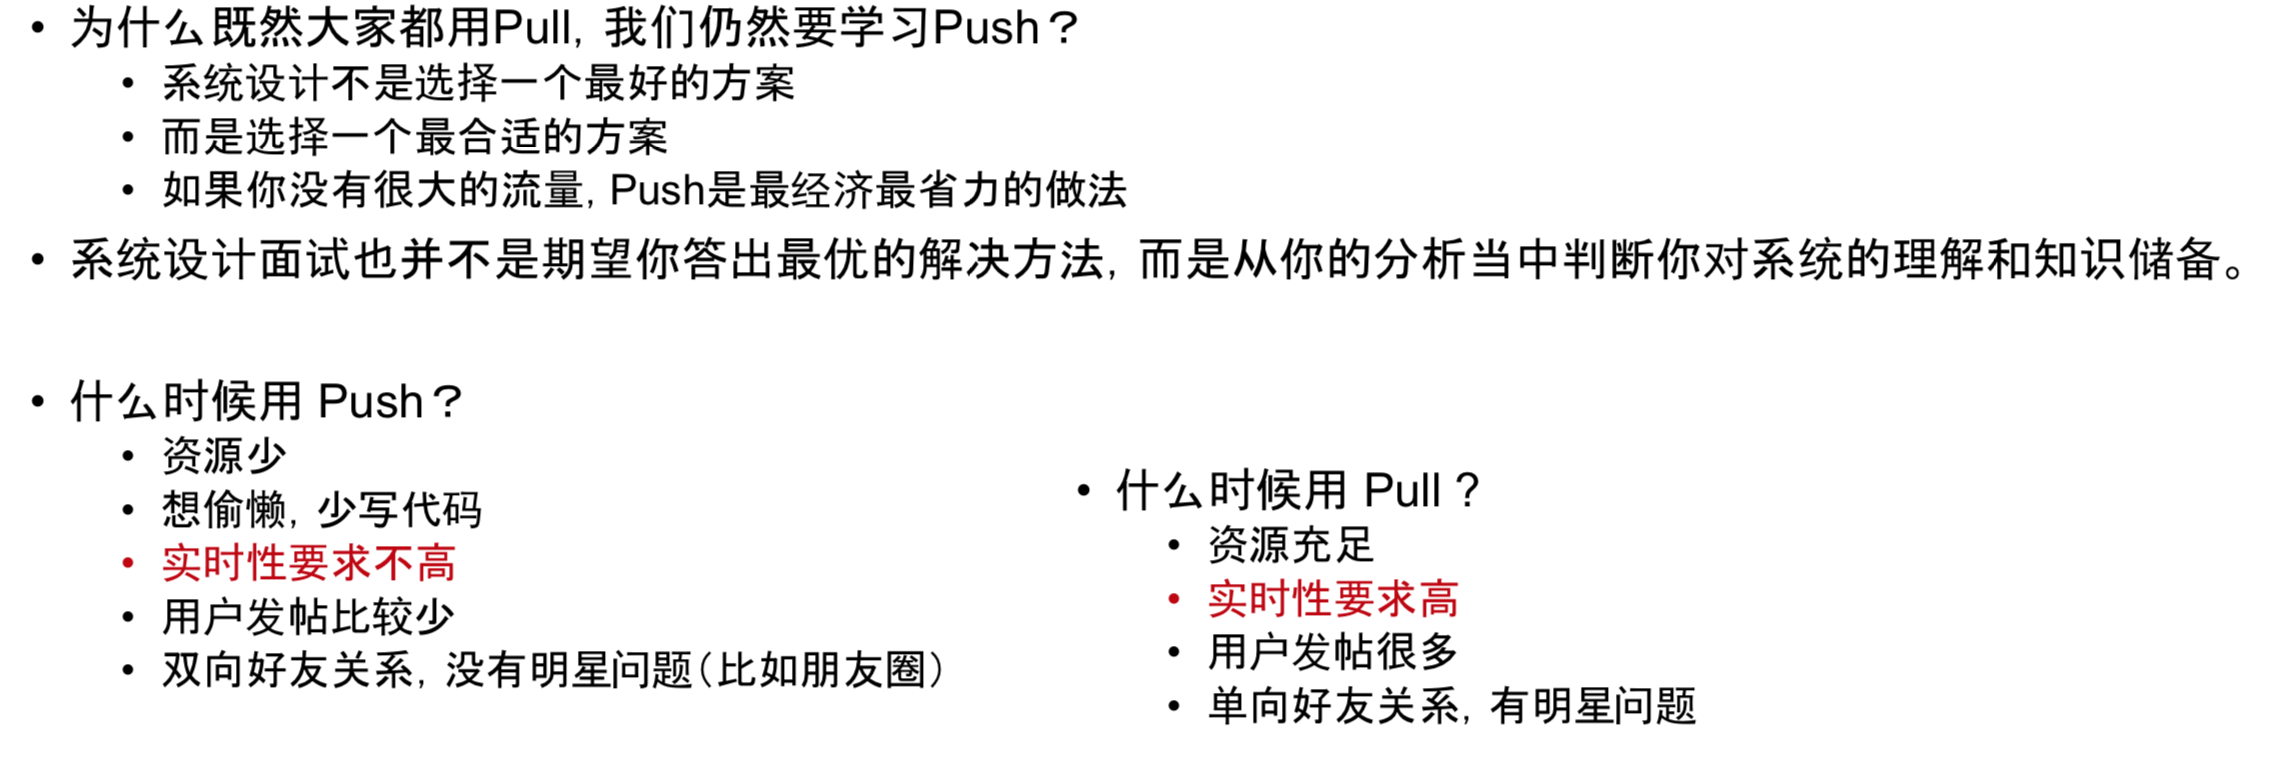 • 为什么既然大家都用Pull, 我们仍然要学习Push？
• 系统设计不是选择一个最好的方案
• 而是选择一个最合适的方案
• 如果你没有很大的流量, Push是最经济最省力的做法
• 系统设计面试也并不是期望你答出最优的解决方法, 而是从你的分析当中判断你对系统的理解和知识储备。
• 什么时候用 Push？
• 资源少
• 想偷懒, 少写代码
• 实时性要求不高
• 用户发帖比较少
• 双向好友关系, 没有明星问题（比如朋友圈）
• 什么时候用 Pull ?
• 资源充足
• 实时性要求高
• 用户发帖很多
• 单向好友关系, 有明星问题